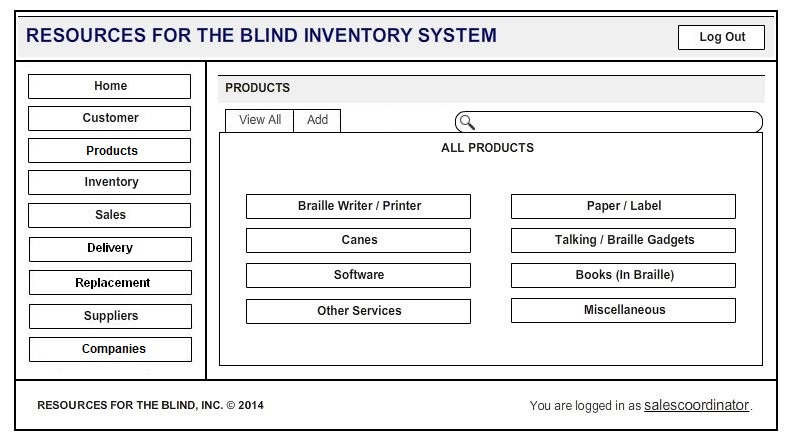 RESOURCES FOR THE BLIND INVENTORY SYSTEM
Log Out
Home
Customer
Products
Inventory
Sales
Delivery
Replacement
Suppliers
Companies
PRODUCTS
View All
Add
ALL PRODUCTS
Braille Writer / Printer
Paper / Label
Canes
Talking / Braille Gadgets
Software
Books (In Braille)
Other Services
Miscellaneous
RESOURCES FOR THE BLIND, INC. © 2014
You are logged in as salescoordinator.